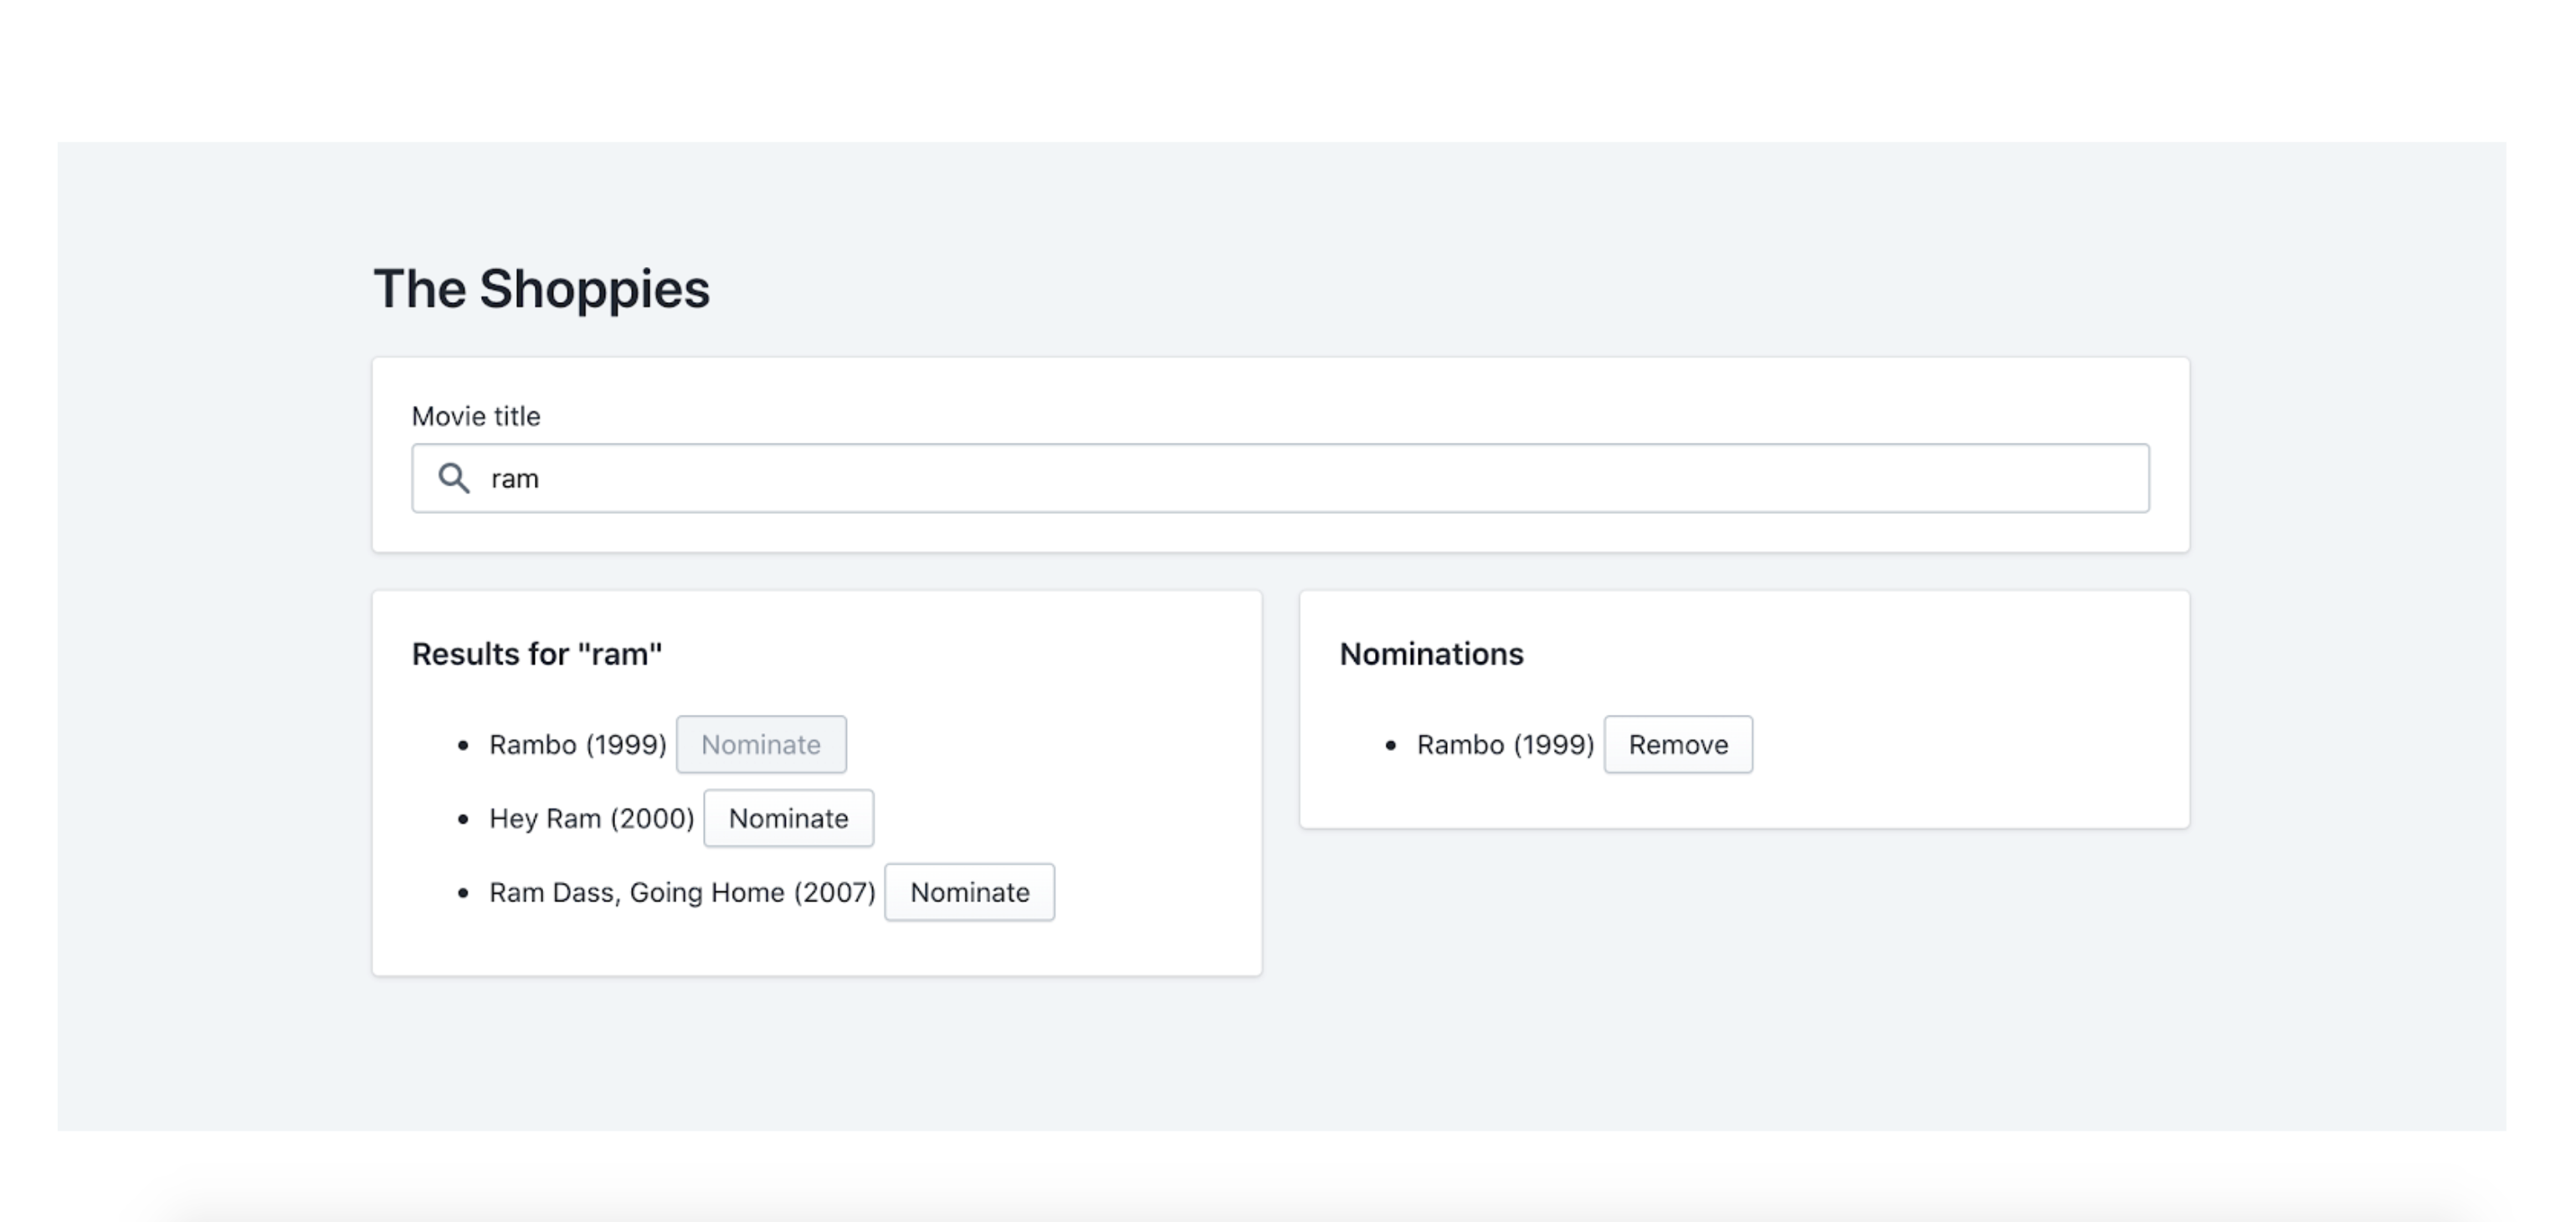 The Shoppies
Movie title
ram
Results for "ram"
Rambo (1999) Nominate
Hey Ram (2000) Nominate
Ram Dass, Going Home (2007) Nominate
Nominations
Rambo (1999) Remove